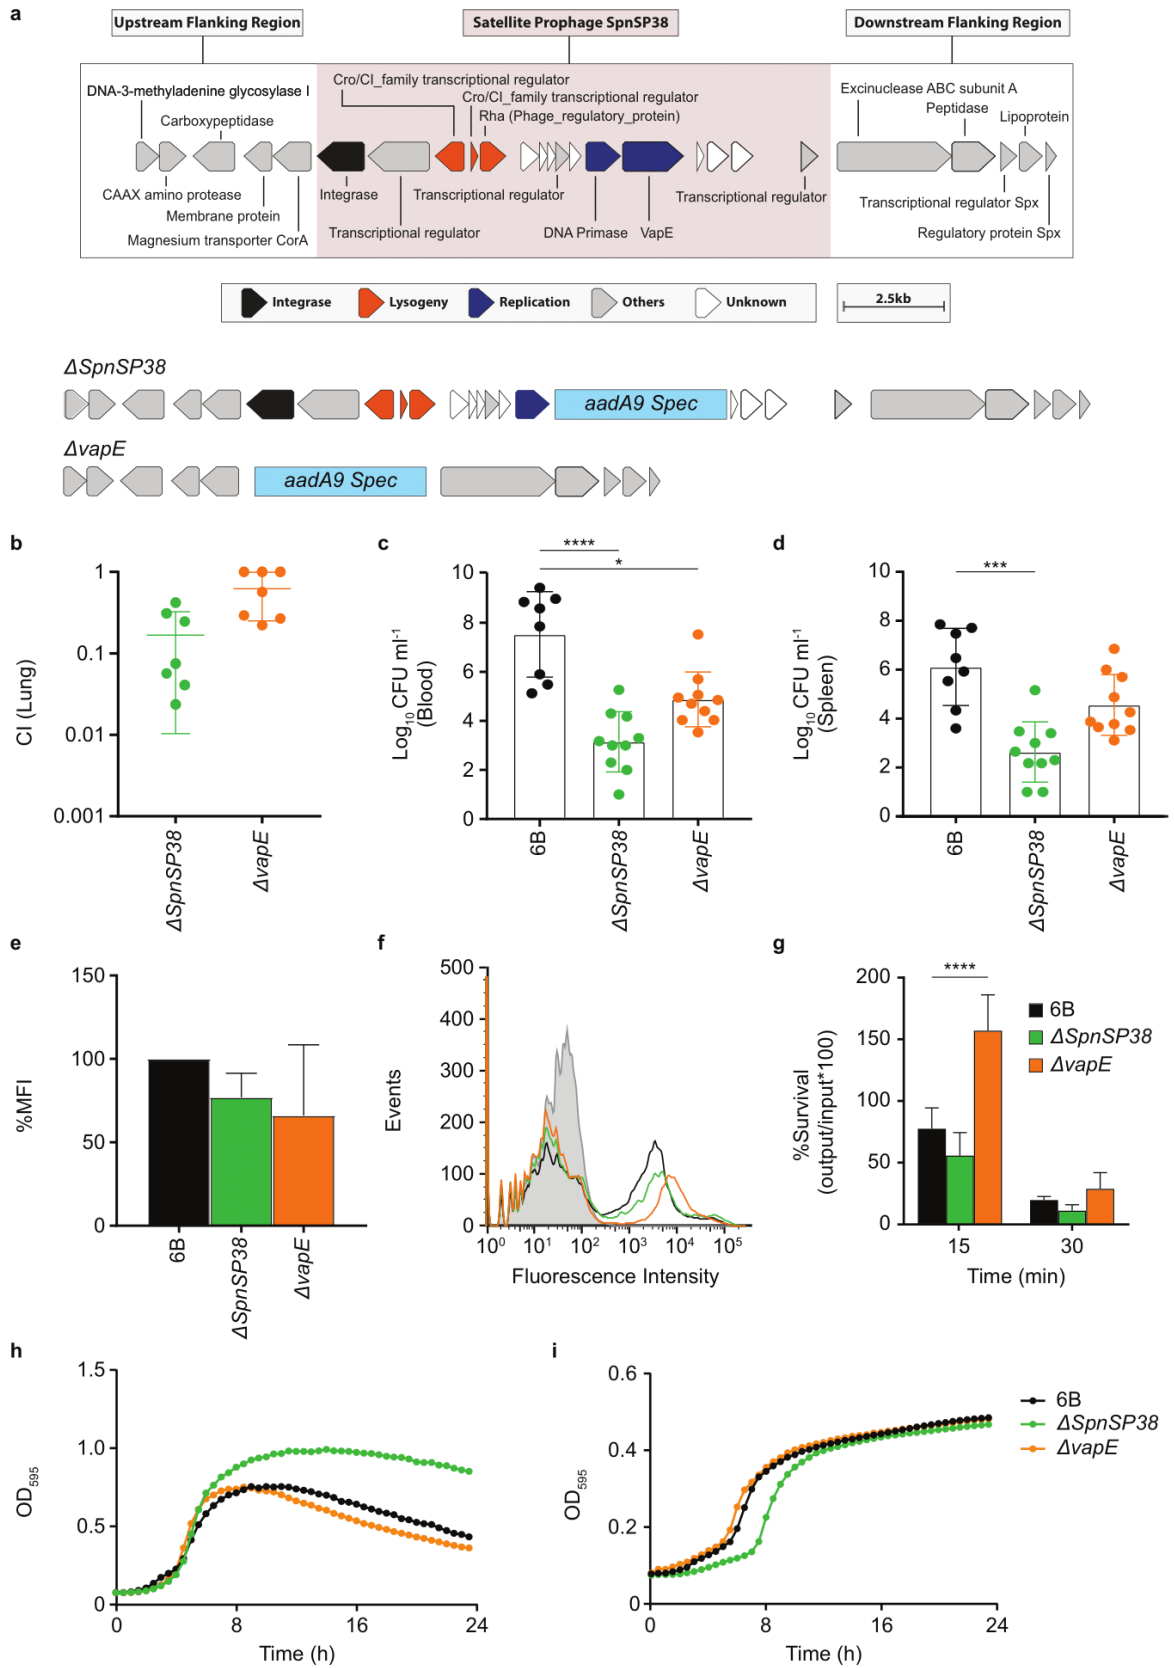 a
Upstream Flanking Region
Satellite Prophage SpnSP38
Downstream Flanking Region
Cro/CI_family transcriptional regulator
DNA-3-methyladenine glycosylase I
Cro/CI_family transcriptional regulator
Excinuclease ABC subunit A
Carboxypeptidase
Rha (Phage_regulatory_protein)
Peptidase
Lipoprotein
CAAX amino protease
Integrase
Transcriptional regulator
Transcriptional regulator
Transcriptional regulator Spx
Membrane protein
Magnesium transporter CorA
Transcriptional regulator
DNA Primase
VapE
Regulatory protein Spx
Integrase
Lysogeny
Replication
Others
Unknown
2.5kb
ΔSpnSP38
aadA9 Spec
ΔvapE
aadA9 Spec
b
CI (Lung)
1
0.1
0.01
0.001
ΔSpnSP38
ΔvapE
c
****
*
Log10 CFU ml-1
(Blood)
10
8
6
4
2
0
6B
ΔSpnSP38
ΔvapE
d
***
Log10 CFU ml-1
(Spleen)
10
8
6
4
2
0
6B
ΔSpnSP38
ΔvapE
e
%MFI
150
100
50
0
6B
ΔSpnSP38
ΔvapE
f
Events
500
400
300
200
100
0
10⁰ 10¹ 10² 10³ 10⁴ 10⁵
Fluorescence Intensity
g
%Survival
(output/input*100)
200
150
100
50
0
****
6B
ΔSpnSP38
ΔvapE
15 30
Time (min)
h
OD595
1.5
1.0
0.5
0
0 8 16 24
Time (h)
i
OD595
0.6
0.4
0.2
0
0 8 16 24
Time (h)
6B
ΔSpnSP38
ΔvapE